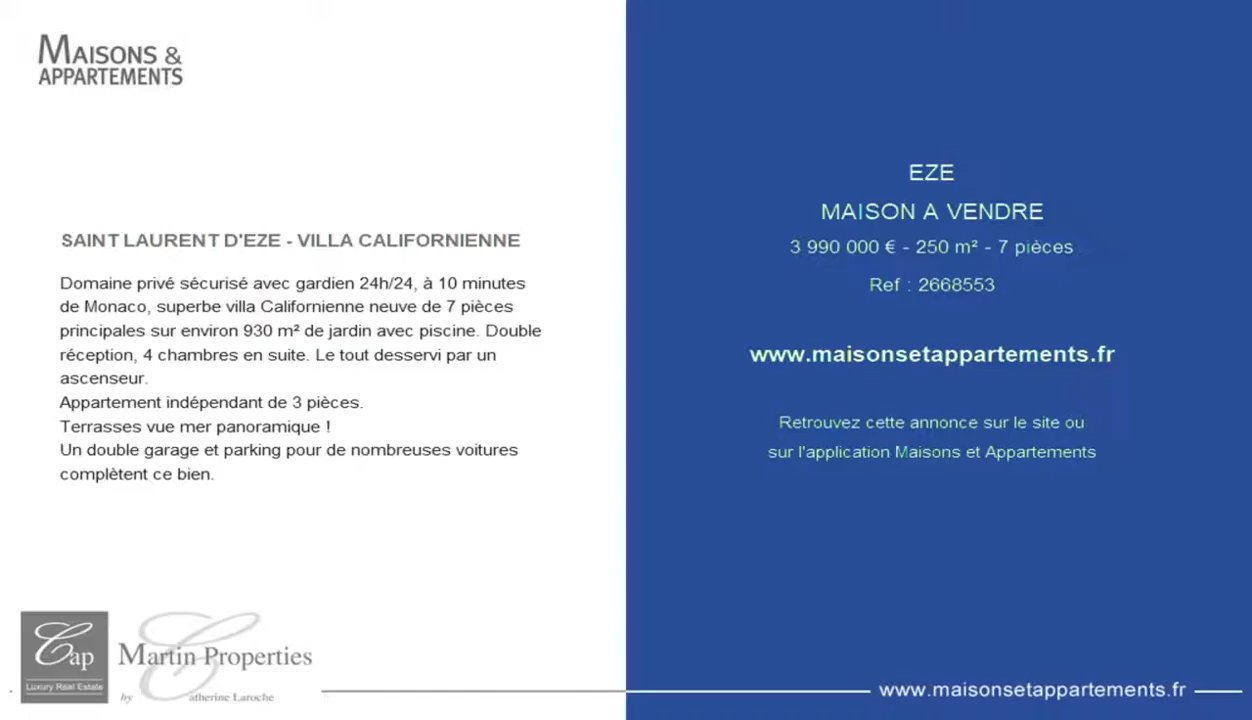 MAISONS &
APPARTEMENTS
SAINT LAURENT D'EZE - VILLA CALIFORNIENNE
Domaine privé sécurisé avec gardien 24h/24, à 10 minutes
de Monaco, superbe villa Californienne neuve de 7 pièces
principales sur environ 930 m² de jardin avec piscine. Double
réception, 4 chambres en suite. Le tout desservi par un
ascenseur.
Appartement indépendant de 3 pièces.
Terrasses vue mer panoramique !
Un double garage et parking pour de nombreuses voitures
complètent ce bien.
Cap
Luxury Real Estate
Martin Properties
by Catherine Laroche
EZE
MAISON A VENDRE
3 990 000 € - 250 m² - 7 pièces
Ref : 2668553
www.maisonsetappartements.fr
Retrouvez cette annonce sur le site ou
sur l'application Maisons et Appartements
www.maisonsetappartements.fr